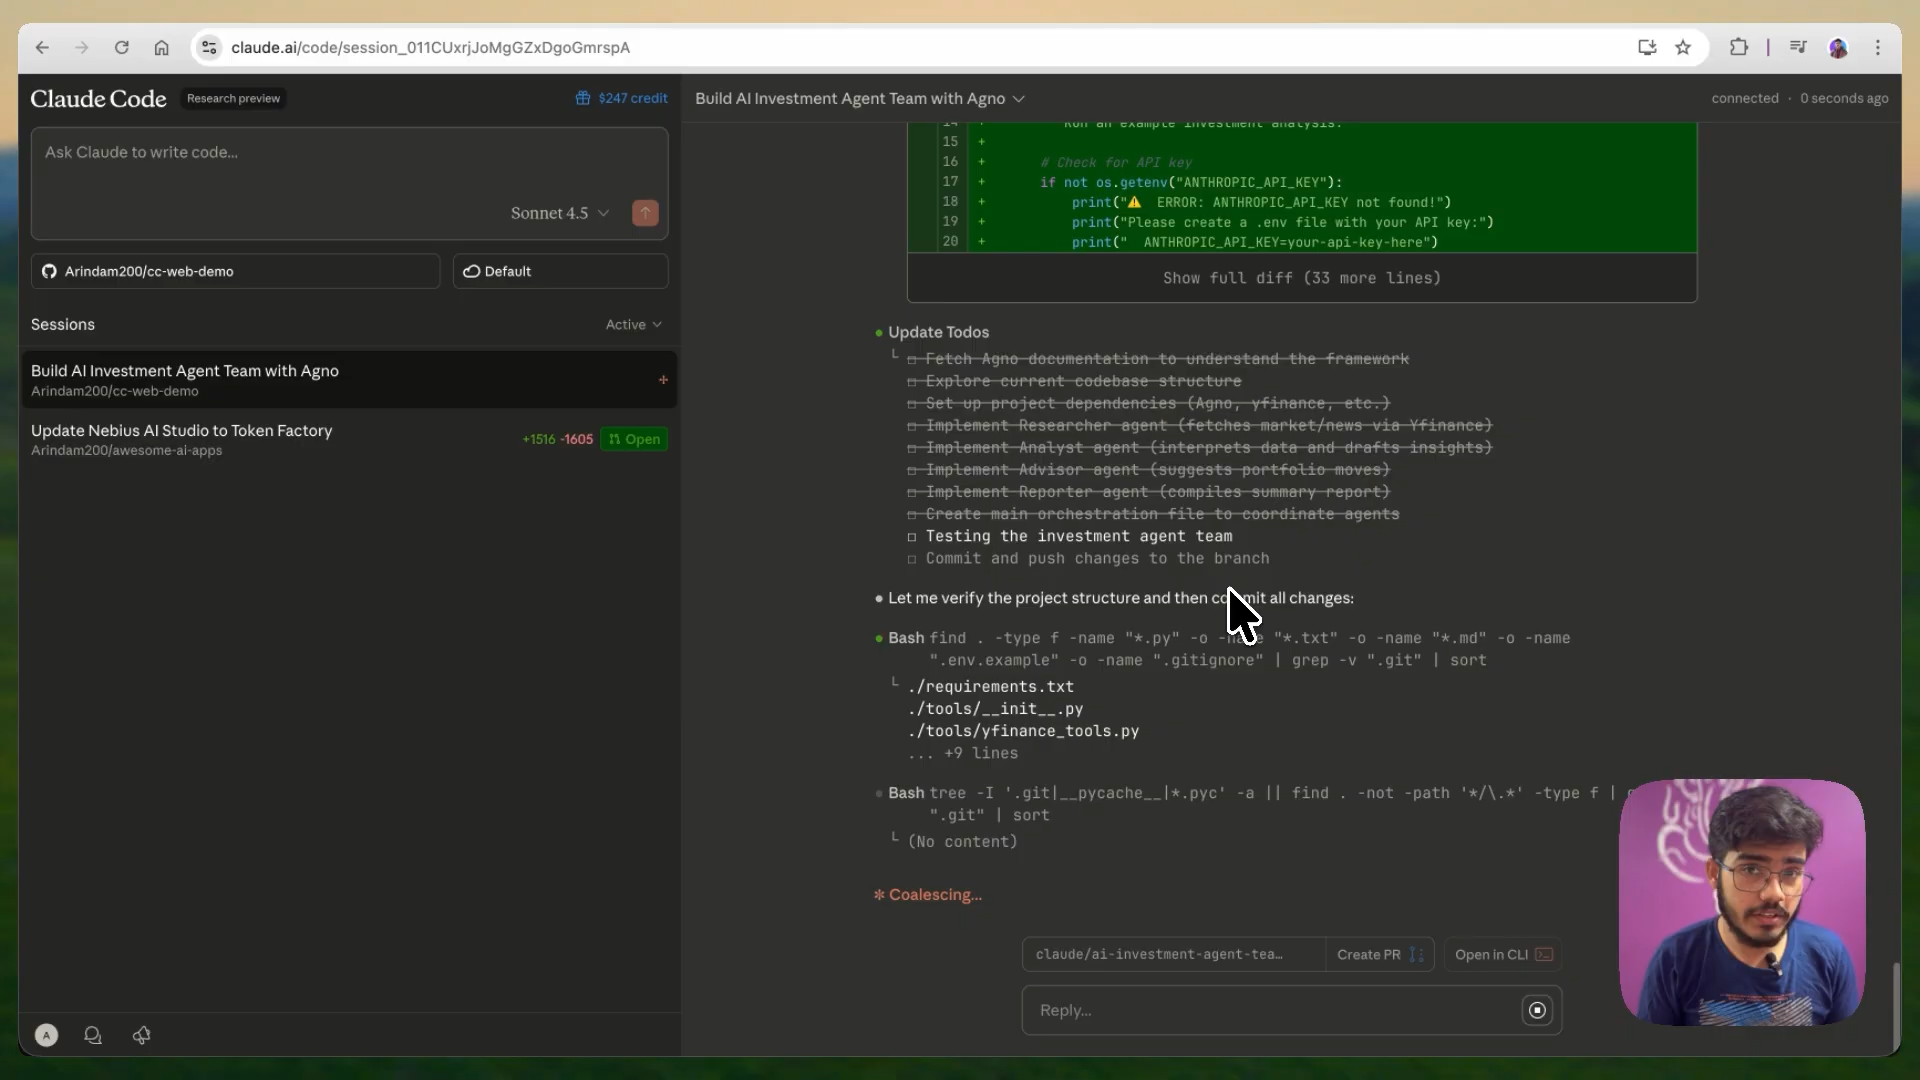 claude.ai/code/session_011CUxrjJoMgGZxDgoGmrspA
Claude Code
Research preview
$247 credit
Ask Claude to write code...
Sonnet 4.5
Arindam200/cc-web-demo
Default
Sessions
Active
Build AI Investment Agent Team with Agno
Arindam200/cc-web-demo
Update Nebius AI Studio to Token Factory
Arindam200/awesome-ai-apps
+1516 -1605
Open
A
Build AI Investment Agent Team with Agno
connected · 0 seconds ago
14 + Run an example investment analysis.
15 +
16 + # Check for API key
17 + if not os.getenv("ANTHROPIC_API_KEY"):
18 + print("⚠ ERROR: ANTHROPIC_API_KEY not found!")
19 + print("Please create a .env file with your API key:")
20 + print(" ANTHROPIC_API_KEY=your-api-key-here")
Show full diff (33 more lines)
Update Todos
Fetch Agno documentation to understand the framework
Explore current codebase structure
Set up project dependencies (Agno, yfinance, etc.)
Implement Researcher agent (fetches market/news via Yfinance)
Implement Analyst agent (interprets data and drafts insights)
Implement Advisor agent (suggests portfolio moves)
Implement Reporter agent (compiles summary report)
Create main orchestration file to coordinate agents
Testing the investment agent team
Commit and push changes to the branch
Let me verify the project structure and then all changes:
Bash find . -type f -name "*.py" -o "*.txt" -o -name "*.md" -o -name
".env.example" -o -name ".gitignore" | grep -v ".git" | sort
./requirements.txt
./tools/__init__.py
./tools/yfinance_tools.py
... +9 lines
Bash tree -I '.git|__pycache__|*.pyc' -a || find . -not -path '*/\.*' -type f |
".git" | sort
(No content)
Coalescing...
claude/ai-investment-agent-tea...
Create PR
Open in CLI
Reply...